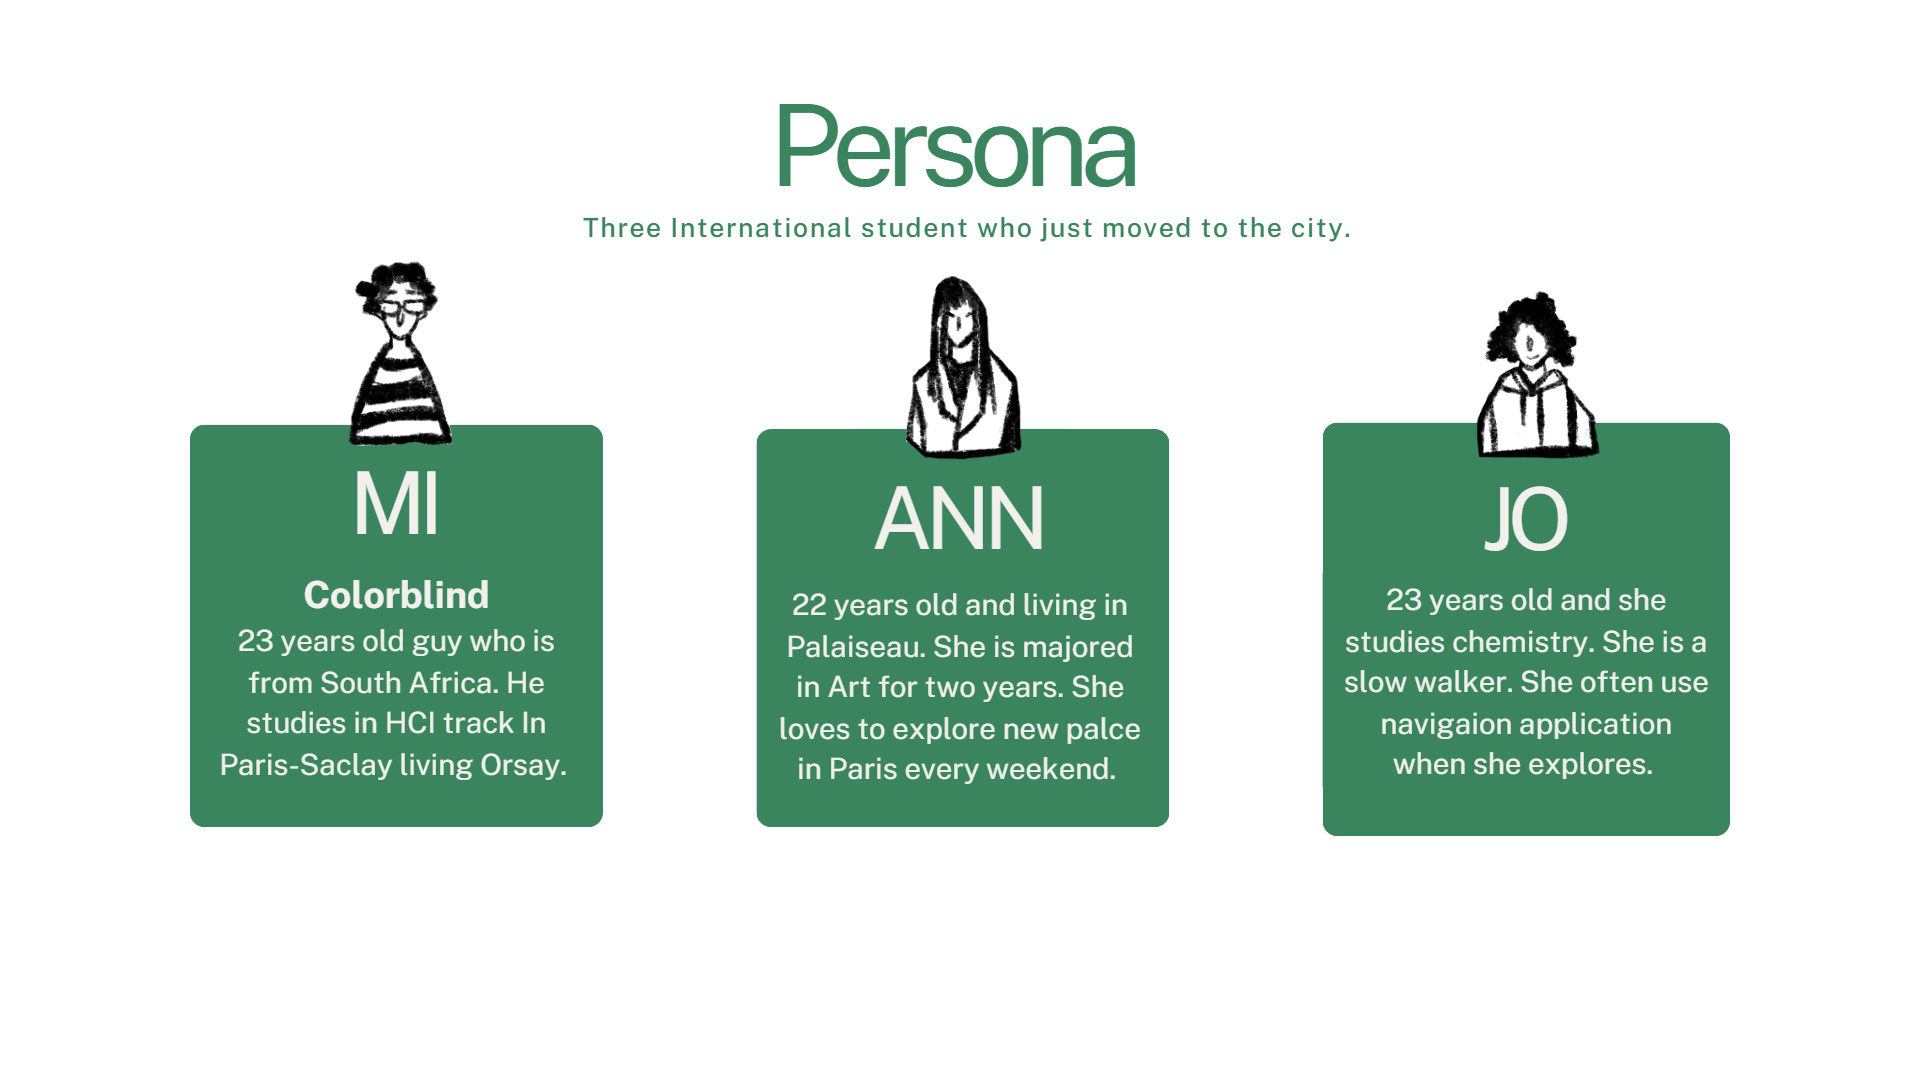 Persona
Three International student who just moved to the city.
MI
Colorblind
23 years old guy who is
from South Africa. He
studies in HCI track In
Paris-Saclay living Orsay.
ANN
22 years old and living in
Palaiseau. She is majored
in Art for two years. She
loves to explore new palce
in Paris every weekend.
JO
23 years old and she
studies chemistry. She is a
slow walker. She often use
navigaion application
when she explores.